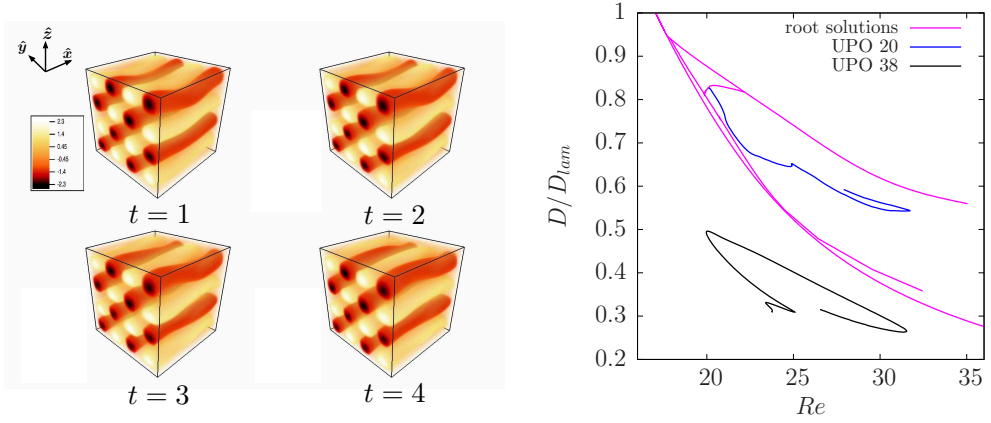 ẑ
ŷ x̂
2.3
1.4
0.45
-0.45
-1.4
-2.3
t = 1
t = 2
t = 3
t = 4
D/D_lam
1
0.9
0.8
0.7
0.6
0.5
0.4
0.3
0.2
root solutions
UPO 20
UPO 38
20 25 30 35
Re